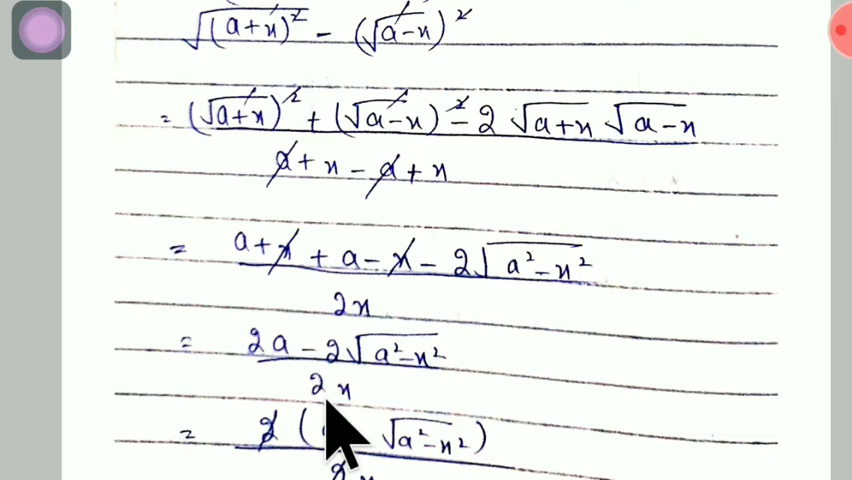 √(a+x)² - (√a-x)²
= (√a+x)² + (√a-x)² - 2 √a+x √a-x
a + x - a + x
= a + x + a - x - 2√a²-x²
2x
= 2a - 2√a²-x²
2x
= 2 ( √a²-x² )